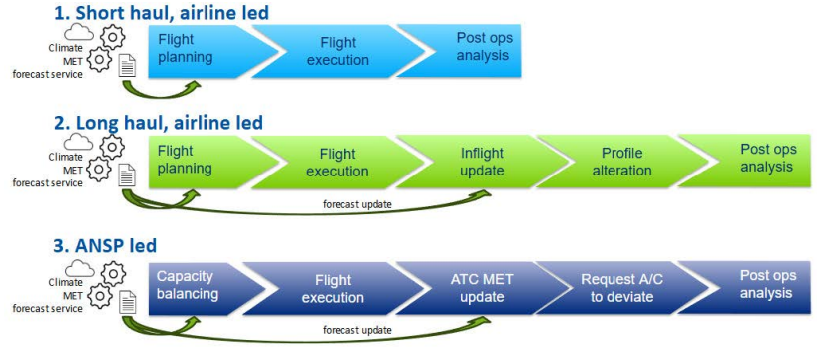 1. Short haul, airline led
Climate
MET
forecast service
Flight
planning
Flight
execution
Post ops
analysis
2. Long haul, airline led
Climate
MET
forecast service
Flight
planning
Flight
execution
Inflight
update
Profile
alteration
Post ops
analysis
forecast update
3. ANSP led
Climate
MET
forecast service
Capacity
balancing
Flight
execution
ATC MET
update
Request A/C
to deviate
Post ops
analysis
forecast update